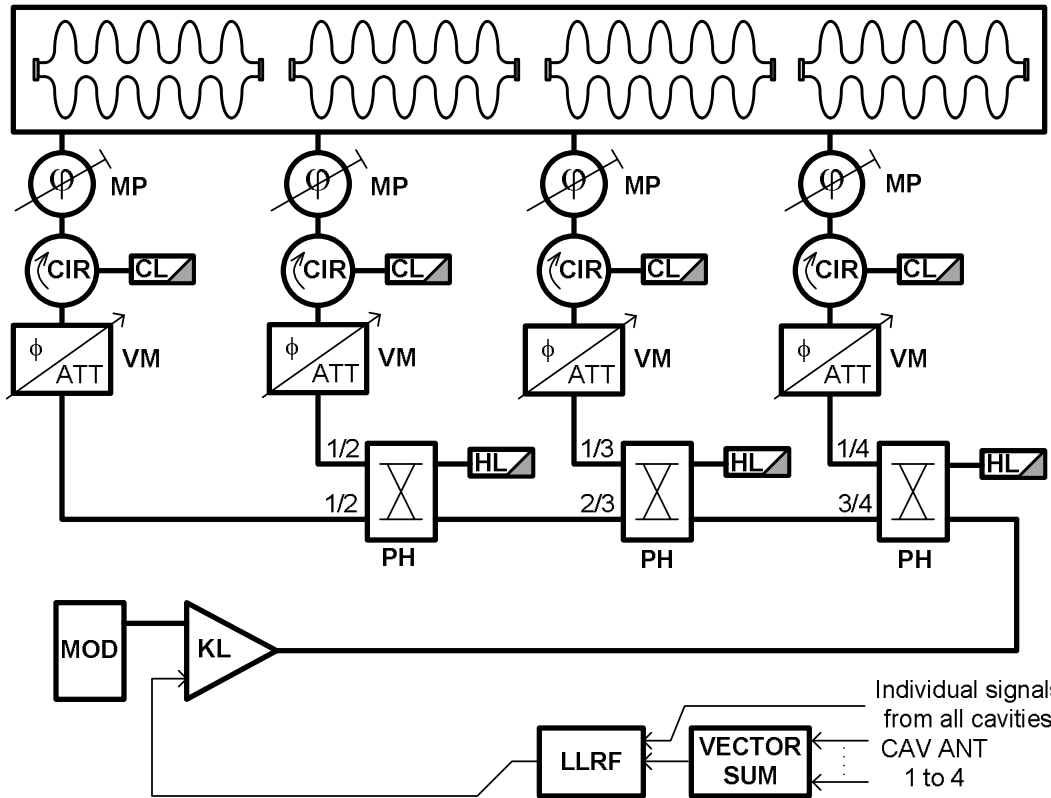 φ MP φ MP φ MP φ MP
CIR CL CIR CL CIR CL CIR CL
ϕ ATT VM ϕ ATT VM ϕ ATT VM ϕ ATT VM
1/2 HL 1/3 HL 1/4 HL
1/2 2/3 3/4
PH PH PH
MOD KL
Individual signals
from all cavities
CAV ANT
1 to 4
LLRF
VECTOR
SUM